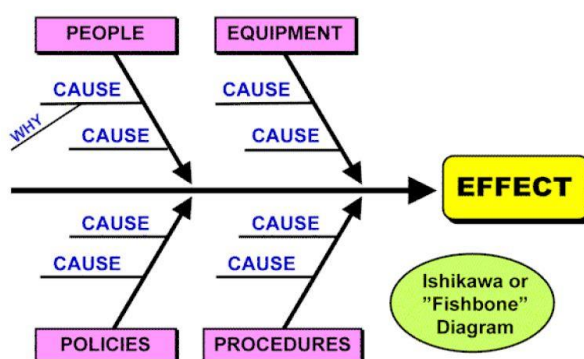 PEOPLE
EQUIPMENT
CAUSE
CAUSE
WHY
CAUSE
CAUSE
EFFECT
CAUSE
CAUSE
CAUSE
CAUSE
Ishikawa or
”Fishbone”
Diagram
POLICIES
PROCEDURES